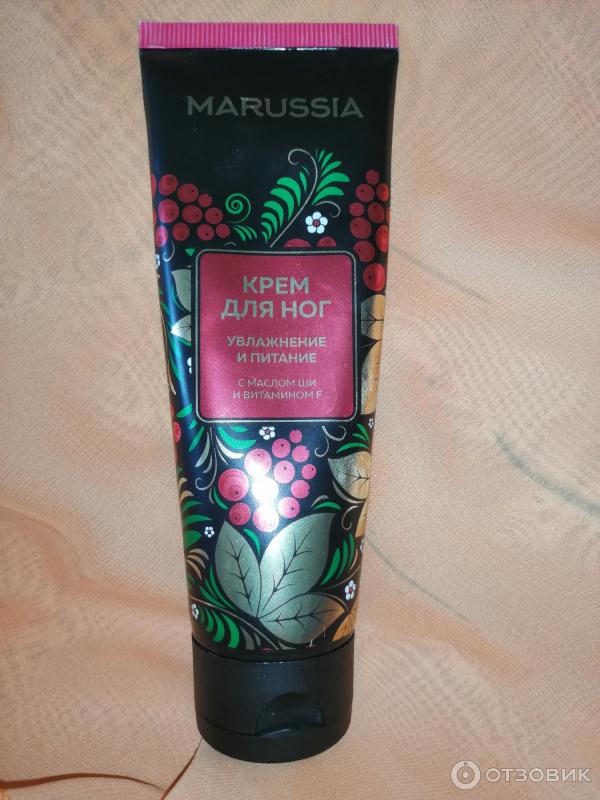 MARUSSIA
КРЕМ
ДЛЯ НОГ
УВЛАЖНЕНИЕ
И ПИТАНИЕ
С МАСЛОМ ШИ
И ВИТАМИНОМ F
ОТЗОВИК